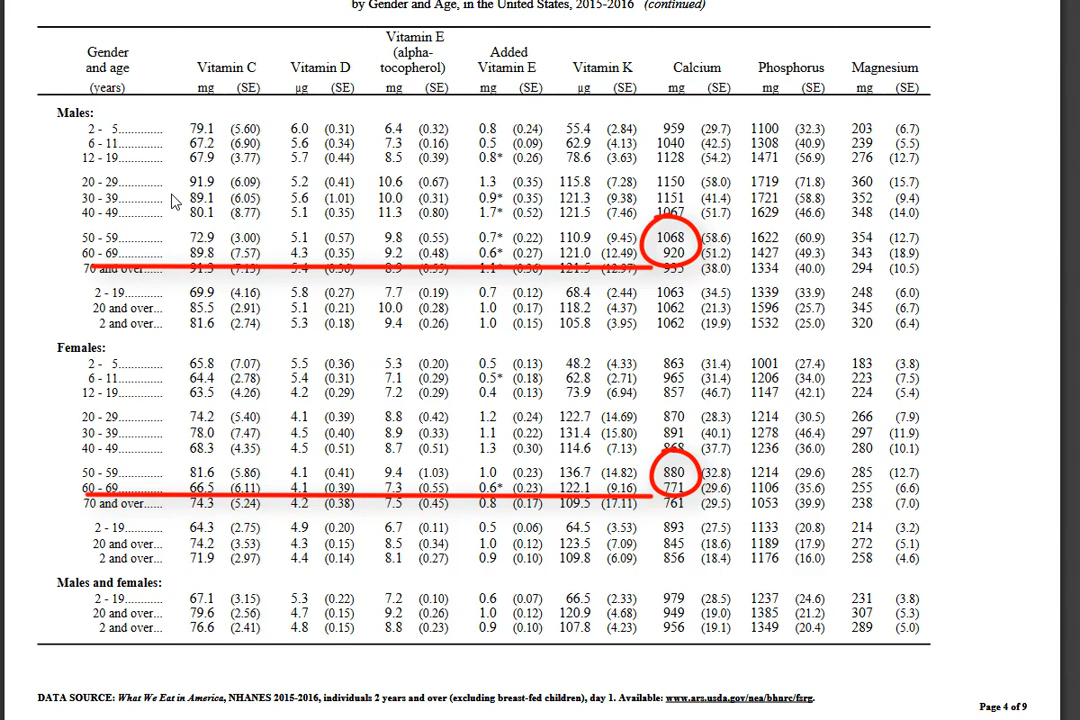 by Gender and Age, in the United States, 2015-2016 (continued)
Vitamin E
Gender (alpha- Added
and age Vitamin C Vitamin D tocopherol) Vitamin E Vitamin K Calcium Phosphorus Magnesium
(years) mg (SE) µg (SE) mg (SE) mg (SE) µg (SE) mg (SE) mg (SE) mg (SE)
Males:
2 - 5............. 79.1 (5.60) 6.0 (0.31) 6.4 (0.32) 0.8 (0.24) 55.4 (2.84) 959 (29.7) 1100 (32.3) 203 (6.7)
6 - 11............. 67.2 (6.90) 5.6 (0.34) 7.3 (0.16) 0.5 (0.09) 62.9 (4.13) 1040 (42.5) 1308 (40.9) 239 (5.5)
12 - 19............. 67.9 (3.77) 5.7 (0.44) 8.5 (0.39) 0.8* (0.26) 78.6 (3.63) 1128 (54.2) 1471 (56.9) 276 (12.7)
20 - 29............. 91.9 (6.09) 5.2 (0.41) 10.6 (0.67) 1.3 (0.35) 115.8 (7.28) 1150 (58.0) 1719 (71.8) 360 (15.7)
30 - 39............. 89.1 (6.05) 5.6 (1.01) 10.0 (0.31) 0.9* (0.35) 121.3 (9.38) 1151 (41.4) 1721 (58.8) 352 (9.4)
40 - 49............. 80.1 (8.77) 5.1 (0.35) 11.3 (0.80) 1.7* (0.52) 121.5 (7.46) 1067 (51.7) 1629 (46.6) 348 (14.0)
50 - 59............. 72.9 (3.00) 5.1 (0.57) 9.8 (0.55) 0.7* (0.22) 110.9 (9.45) 1068 (58.6) 1622 (60.9) 354 (12.7)
60 - 69............. 89.8 (7.57) 4.3 (0.35) 9.2 (0.48) 0.6* (0.27) 121.0 (12.49) 920 (51.2) 1427 (49.3) 343 (18.9)
70 and over...... 91.3 (7.15) 5.4 8.9 1.1* 121.5 (12.97) (38.0) 1334 (40.0) 294 (10.5)
2 - 19............ 69.9 (4.16) 5.8 (0.27) 7.7 (0.19) 0.7 (0.12) 68.4 (2.44) 1063 (34.5) 1339 (33.9) 248 (6.0)
20 and over... 85.5 (2.91) 5.1 (0.21) 10.0 (0.28) 1.0 (0.17) 118.2 (4.37) 1062 (21.3) 1596 (25.7) 345 (6.7)
2 and over... 81.6 (2.74) 5.3 (0.18) 9.4 (0.26) 1.0 (0.15) 105.8 (3.95) 1062 (19.9) 1532 (25.0) 320 (6.4)
Females:
2 - 5............. 65.8 (7.07) 5.5 (0.36) 5.3 (0.20) 0.5 (0.13) 48.2 (4.33) 863 (31.4) 1001 (27.4) 183 (3.8)
6 - 11............. 64.4 (2.78) 5.4 (0.31) 7.1 (0.29) 0.5* (0.18) 62.8 (2.71) 965 (31.4) 1206 (34.0) 223 (7.5)
12 - 19............. 63.5 (4.26) 4.2 (0.29) 7.2 (0.29) 0.4 (0.13) 73.9 (6.94) 857 (46.7) 1147 (42.1) 224 (5.4)
20 - 29............. 74.2 (5.40) 4.1 (0.39) 8.8 (0.42) 1.2 (0.24) 122.7 (14.69) 870 (28.3) 1214 (30.5) 266 (7.9)
30 - 39............. 78.0 (7.47) 4.5 (0.40) 8.9 (0.33) 1.1 (0.22) 131.4 (15.80) 891 (40.1) 1278 (46.4) 297 (11.9)
40 - 49............. 68.3 (4.35) 4.5 (0.51) 8.7 (0.51) 1.3 (0.30) 114.6 (7.13) 868 (37.7) 1236 (36.0) 280 (10.1)
50 - 59............. 81.6 (5.86) 4.1 (0.41) 9.4 (1.03) 1.0 (0.23) 136.7 (14.82) 880 (32.8) 1214 (29.6) 285 (12.7)
60 - 69............. 66.5 (6.11) 4.1 (0.39) 7.3 (0.55) 0.6* (0.23) 122.1 (9.16) 771 (29.6) 1106 (35.6) 255 (6.6)
70 and over...... 74.3 (5.24) 4.2 (0.38) 7.5 (0.45) 0.8 (0.17) 109.5 (17.11) 761 (29.5) 1053 (39.9) 238 (7.0)
2 - 19............ 64.3 (2.75) 4.9 (0.20) 6.7 (0.11) 0.5 (0.06) 64.5 (3.53) 893 (27.5) 1133 (20.8) 214 (3.2)
20 and over... 74.2 (3.53) 4.3 (0.15) 8.5 (0.34) 1.0 (0.12) 123.5 (7.09) 845 (18.6) 1189 (17.9) 272 (5.1)
2 and over... 71.9 (2.97) 4.4 (0.14) 8.1 (0.27) 0.9 (0.10) 109.8 (6.09) 856 (18.4) 1176 (16.0) 258 (4.6)
Males and females:
2 - 19............ 67.1 (3.15) 5.3 (0.22) 7.2 (0.10) 0.6 (0.07) 66.5 (2.33) 979 (28.5) 1237 (24.6) 231 (3.8)
20 and over... 79.6 (2.56) 4.7 (0.15) 9.2 (0.26) 1.0 (0.12) 120.9 (4.68) 949 (19.0) 1385 (21.2) 307 (5.3)
2 and over... 76.6 (2.41) 4.8 (0.15) 8.8 (0.23) 0.9 (0.10) 107.8 (4.23) 956 (19.1) 1349 (20.4) 289 (5.0)
DATA SOURCE: What We Eat in America, NHANES 2015-2016, individuals 2 years and over (excluding breast-fed children), day 1. Available: www.ars.usda.gov/nea/bhnrc/fsrg.
Page 4 of 9